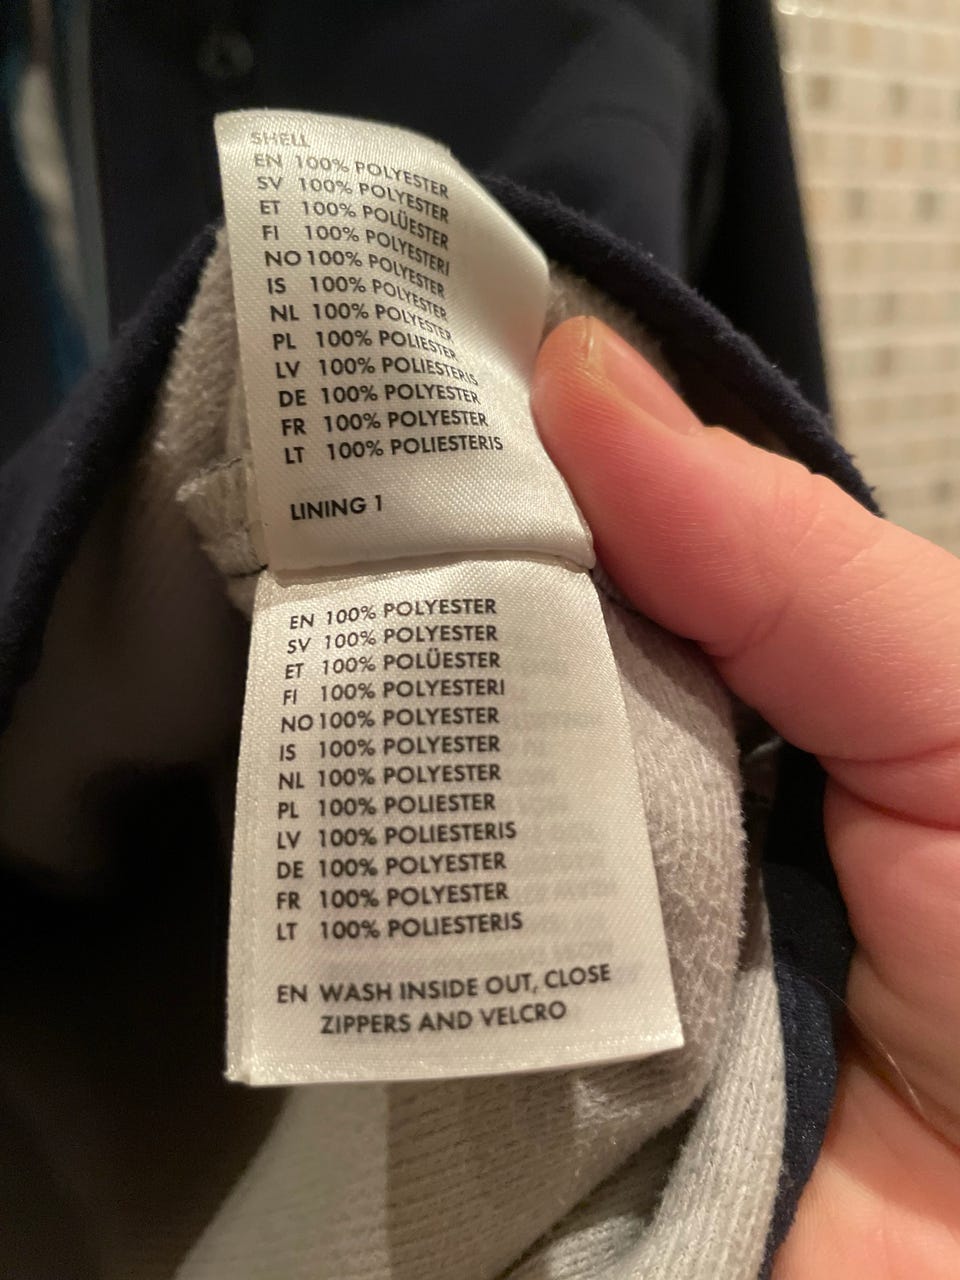 SHELL
EN 100% POLYESTER
SV 100% POLYESTER
ET 100% POLÜESTER
FI 100% POLYESTERI
NO 100% POLYESTER
IS 100% POLYESTER
NL 100% POLYESTER
PL 100% POLIESTER
LV 100% POLIESTERIS
DE 100% POLYESTER
FR 100% POLYESTER
LT 100% POLIESTERIS
LINING 1
EN 100% POLYESTER
SV 100% POLYESTER
ET 100% POLÜESTER
FI 100% POLYESTERI
NO 100% POLYESTER
IS 100% POLYESTER
NL 100% POLYESTER
PL 100% POLIESTER
LV 100% POLIESTERIS
DE 100% POLYESTER
FR 100% POLYESTER
LT 100% POLIESTERIS
EN WASH INSIDE OUT, CLOSE
ZIPPERS AND VELCRO